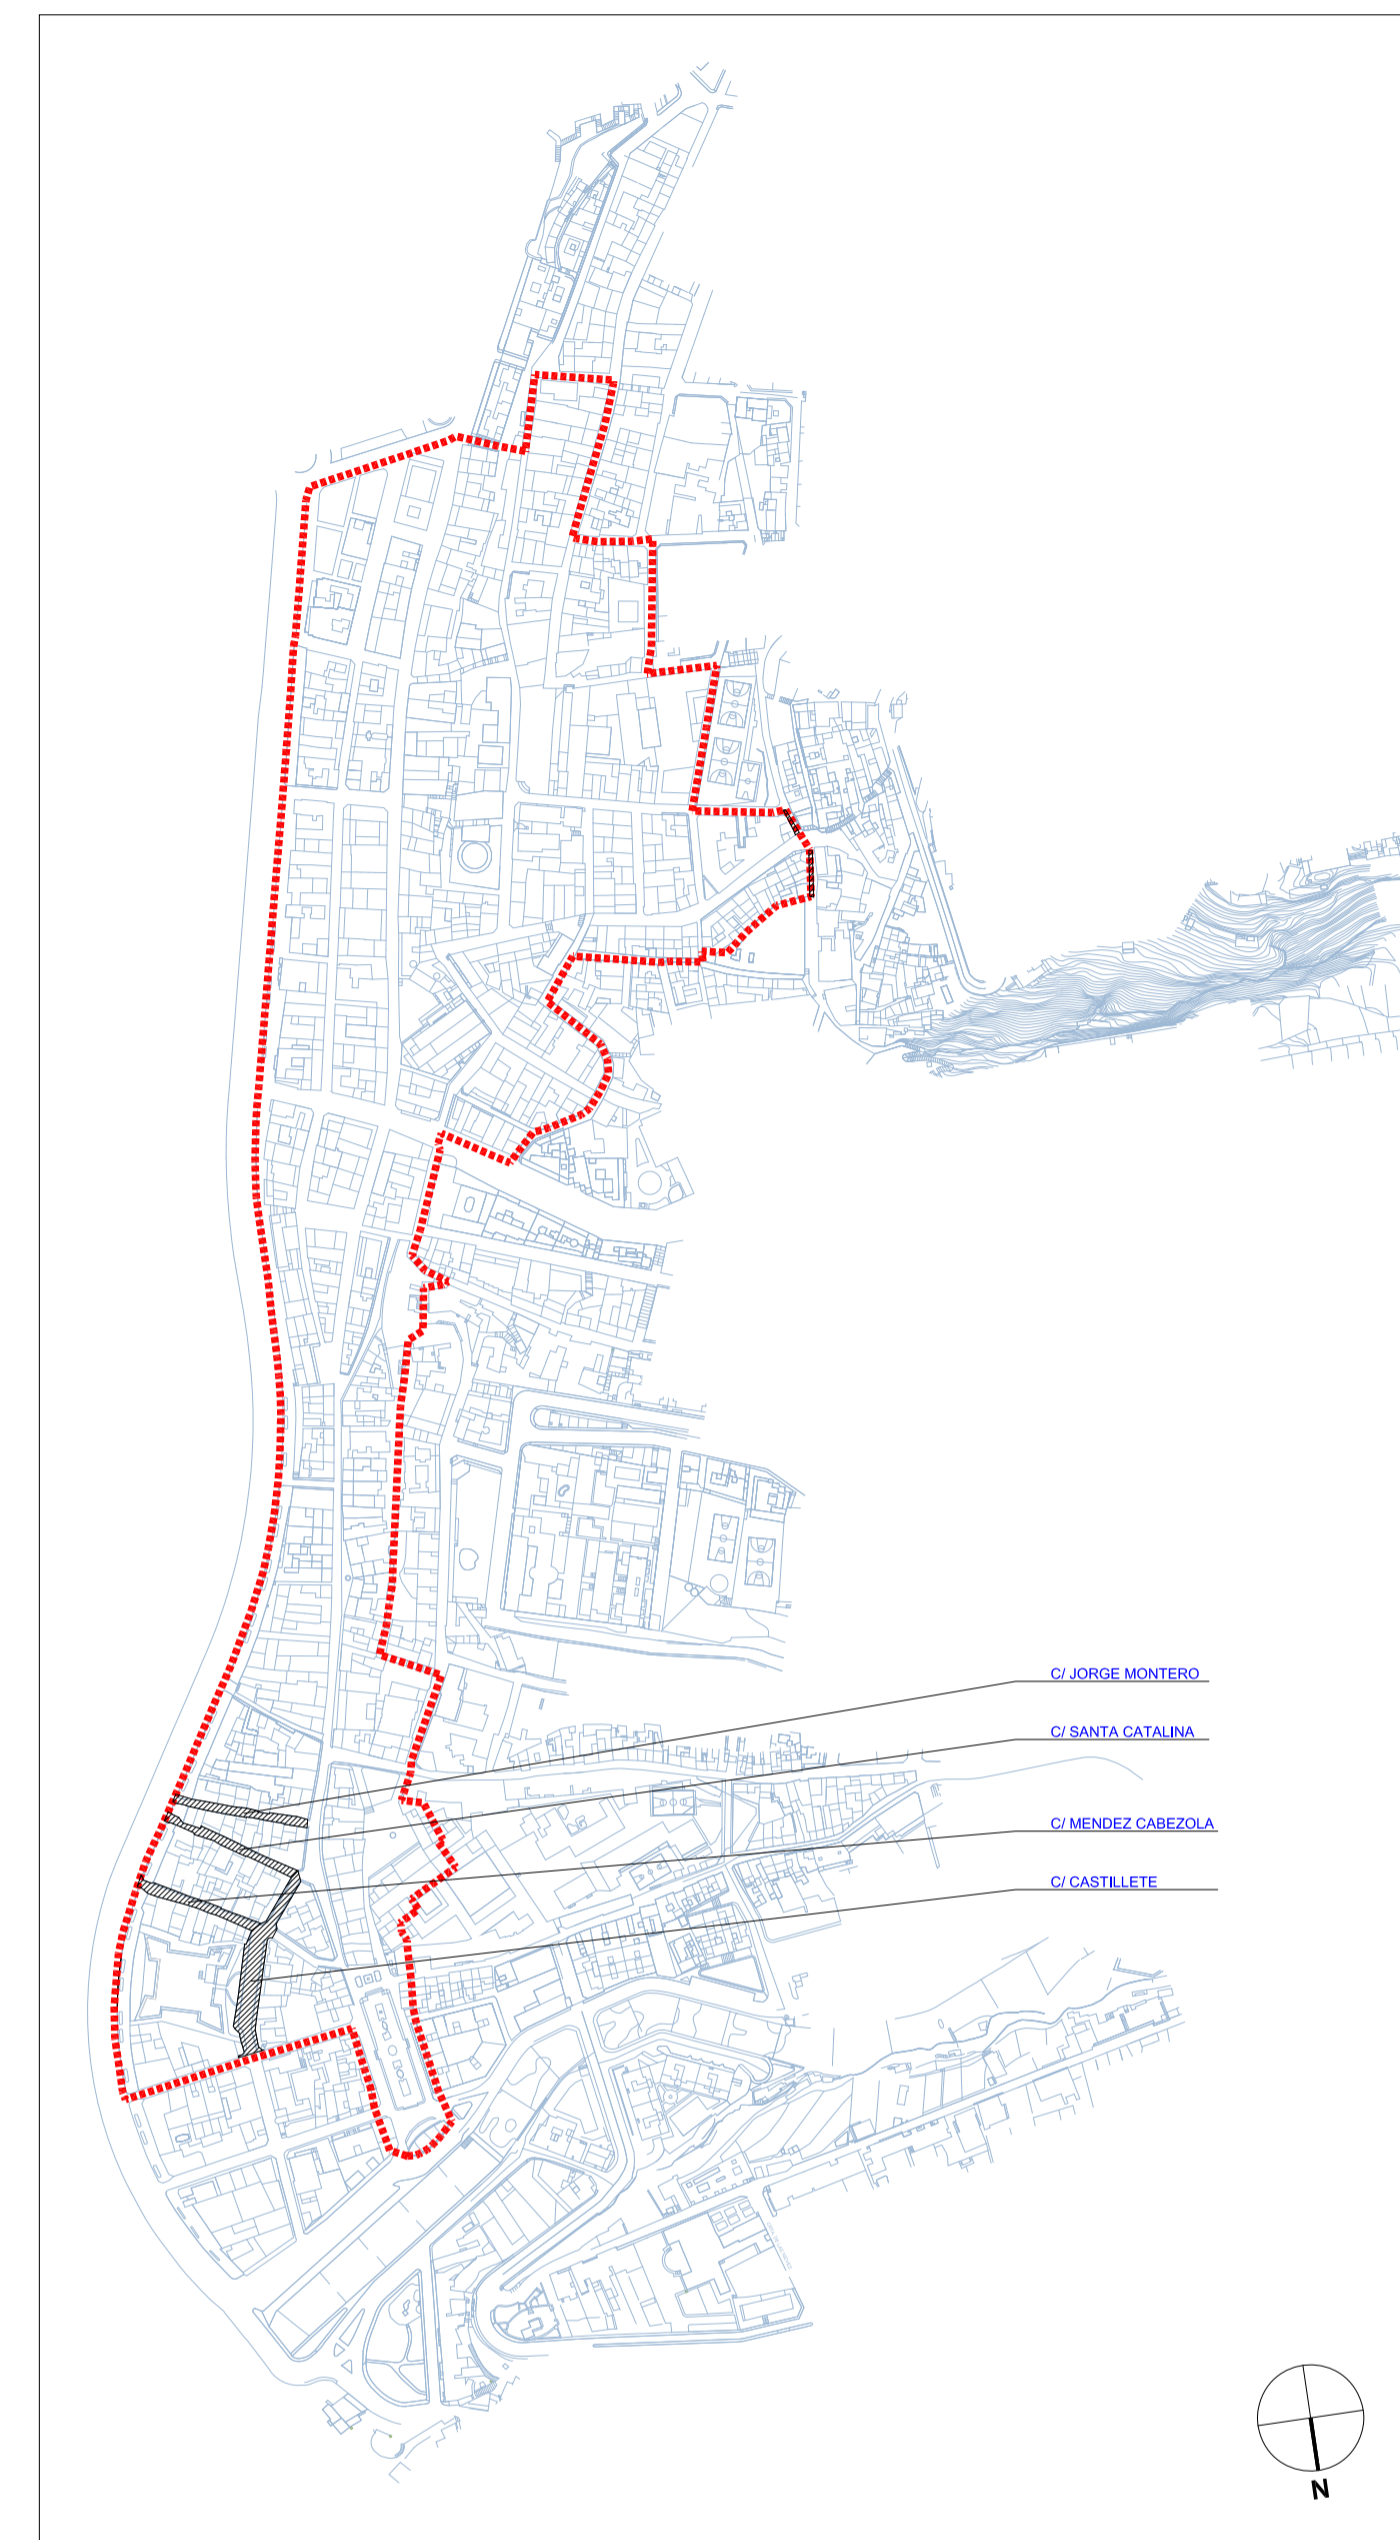 C/ JORGE MONTERO
C/ SANTA CATALINA
C/ MENDEZ CABEZOLA
C/ CASTILLETE
N